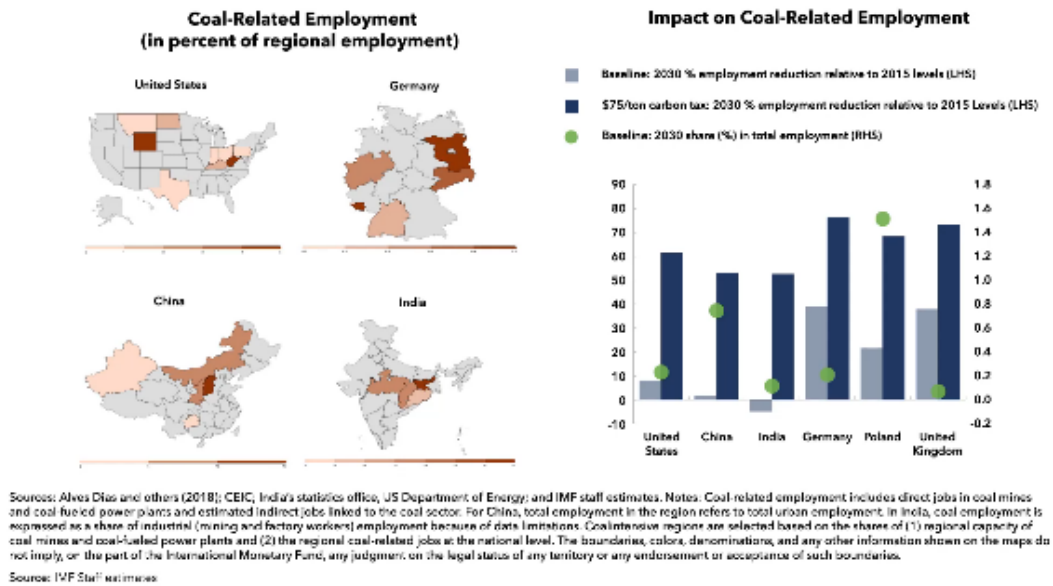 Coal-Related Employment
(in percent of regional employment)
United States
Germany
China
India
Impact on Coal-Related Employment
Baseline: 2030 % employment reduction relative to 2015 levels (LHS)
$75/ton carbon tax: 2030 % employment reduction relative to 2015 Levels (LHS)
Baseline: 2030 share (%) in total employment (RHS)
90 1.8
80 1.6
70 1.4
60 1.2
50 1.0
40 0.8
30 0.6
20 0.4
10 0.2
0 0.0
-10 -0.2
United States
China
India
Germany
Poland
United Kingdom
Sources: Alves Dias and others (2018); CEIC; India's statistics office, US Department of Energy; and IMF staff estimates. Notes: Coal-related employment includes direct jobs in coal mines
and coal-fueled power plants and estimated indirect jobs linked to the coal sector. For China, total employment in the region refers to total urban employment. In India, coal employment is
expressed as a share of industrial (mining and factory workers) employment because of data limitations. Coalintensive regions are selected based on the shares of (1) regional capacity of
coal mines and coal-fueled power plants and (2) the regional coal-related jobs at the national level. The boundaries, colors, denominations, and any other information shown on the maps do
not imply, on the part of the International Monetary Fund, any judgment on the legal status of any territory or any endorsement or acceptance of such boundaries.
Source: IMF Staff estimates